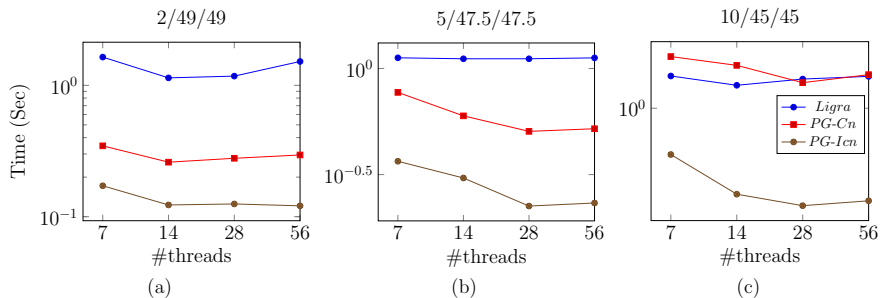 2/49/49
5/47.5/47.5
10/45/45
Time (Sec)
10^0
10^−1
7 14 28 56
#threads
(a)
10^0
10^−0.5
7 14 28 56
#threads
(b)
10^0
Ligra
PG-Cn
PG-Icn
7 14 28 56
#threads
(c)